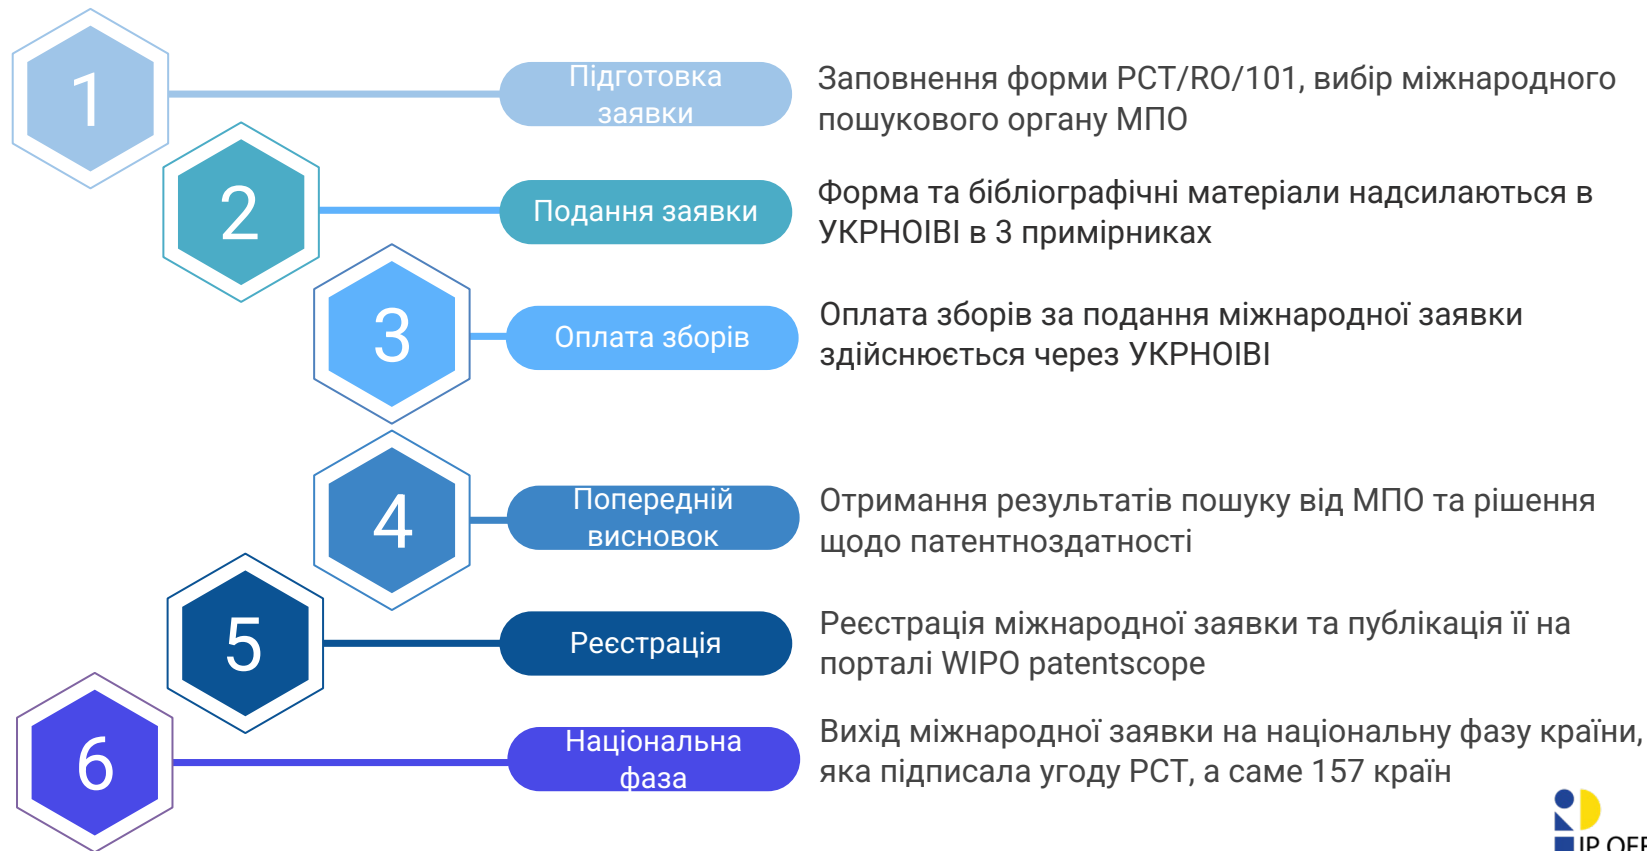 1
Підготовка
заявки
Заповнення форми PCT/RO/101, вибір міжнародного
пошукового органу МПО
2
Подання заявки
Форма та бібліографічні матеріали надсилаються в
УКРНОІВІ в 3 примірниках
3
Оплата зборів
Оплата зборів за подання міжнародної заявки
здійснюється через УКРНОІВІ
4
Попередній
висновок
Отримання результатів пошуку від МПО та рішення
щодо патентноздатності
5
Реєстрація
Реєстрація міжнародної заявки та публікація її на
порталі WIPO patentscope
6
Національна
фаза
Вихід міжнародної заявки на національну фазу країни,
яка підписала угоду РСТ, а саме 157 країн
IP